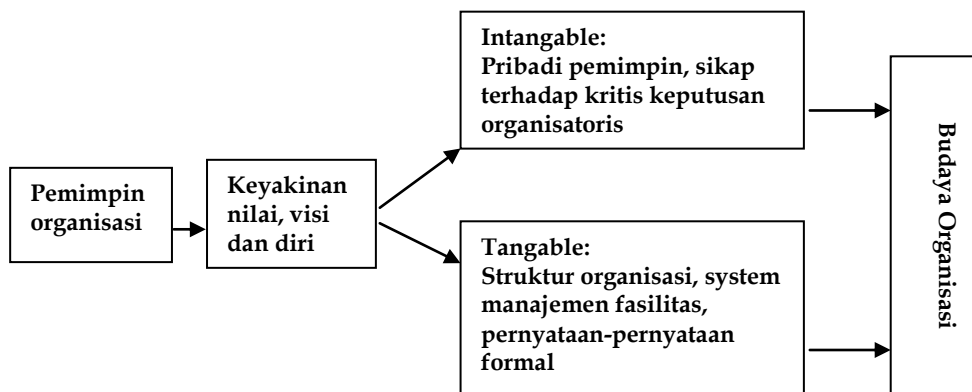 Pemimpin
organisasi
Keyakinan
nilai, visi
dan diri
Intangable:
Pribadi pemimpin, sikap
terhadap kritis keputusan
organisatoris
Tangable:
Struktur organisasi, system
manajemen fasilitas,
pernyataan-pernyataan
formal
Budaya Organisasi